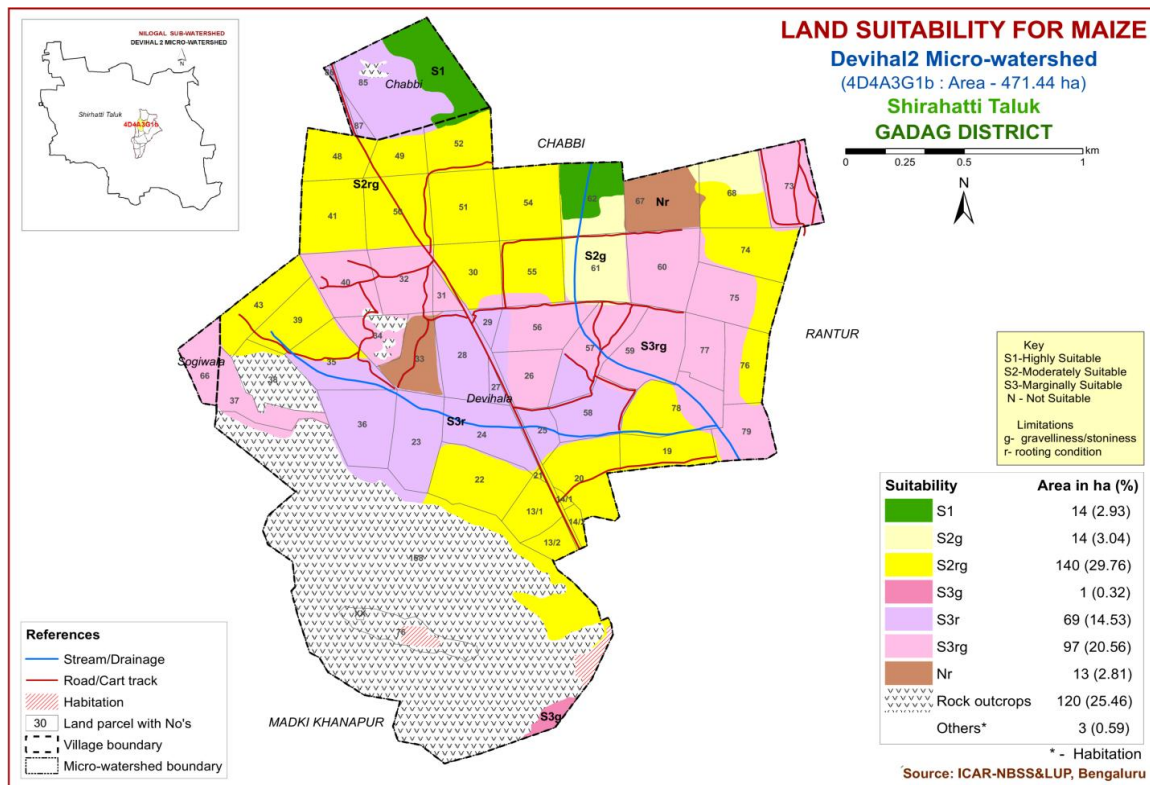 NILOGAL SUB-WATERSHED
DEVIHAL 2 MICRO-WATERSHED
N
Shirhatti Taluk
4D4A3G1b
LAND SUITABILITY FOR MAIZE
Devihal2 Micro-watershed
(4D4A3G1b : Area - 471.44 ha)
Shirahatti Taluk
GADAG DISTRICT
km
0 0.25 0.5 1
N
S1
85
Chabbi
87
CHABBI
52
48
49
S2rg
41
50
51
54
62
67
Nr
68
73
S2g
61
74
60
30
55
40
32
31
75
43
39
34
33
29
28
56
57
59
S3rg
77
76
RANTUR
Sogiwala
66
37
38
35
27
26
Devihala
58
78
79
36
23
S3r
24
25
19
22
21
20
14/1
13/1
13/2
168
XX
76
S3g
MADKI KHANAPUR
Key
S1-Highly Suitable
S2-Moderately Suitable
S3-Marginally Suitable
N - Not Suitable
Limitations
g- gravelliness/stoniness
r- rooting condition
Suitability Area in ha (%)
S1 14 (2.93)
S2g 14 (3.04)
S2rg 140 (29.76)
S3g 1 (0.32)
S3r 69 (14.53)
S3rg 97 (20.56)
Nr 13 (2.81)
Rock outcrops 120 (25.46)
Others* 3 (0.59)
* - Habitation
Source: ICAR-NBSS&LUP, Bengaluru
References
Stream/Drainage
Road/Cart track
Habitation
30 Land parcel with No's
Village boundary
Micro-watershed boundary